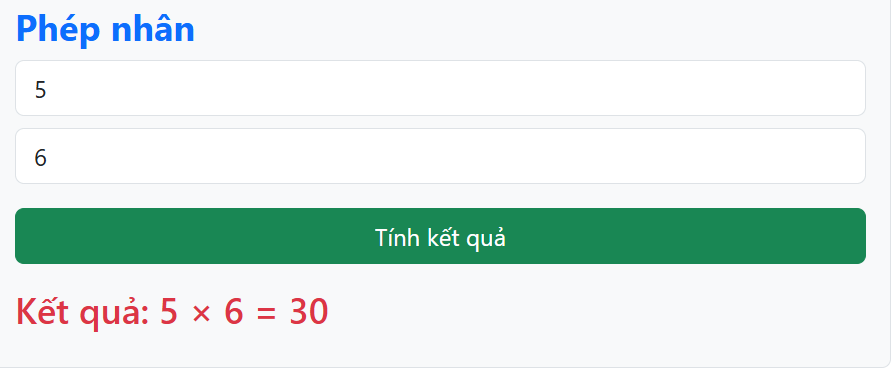 Phép nhân
5
6
Tính kết quả
Kết quả: 5 × 6 = 30